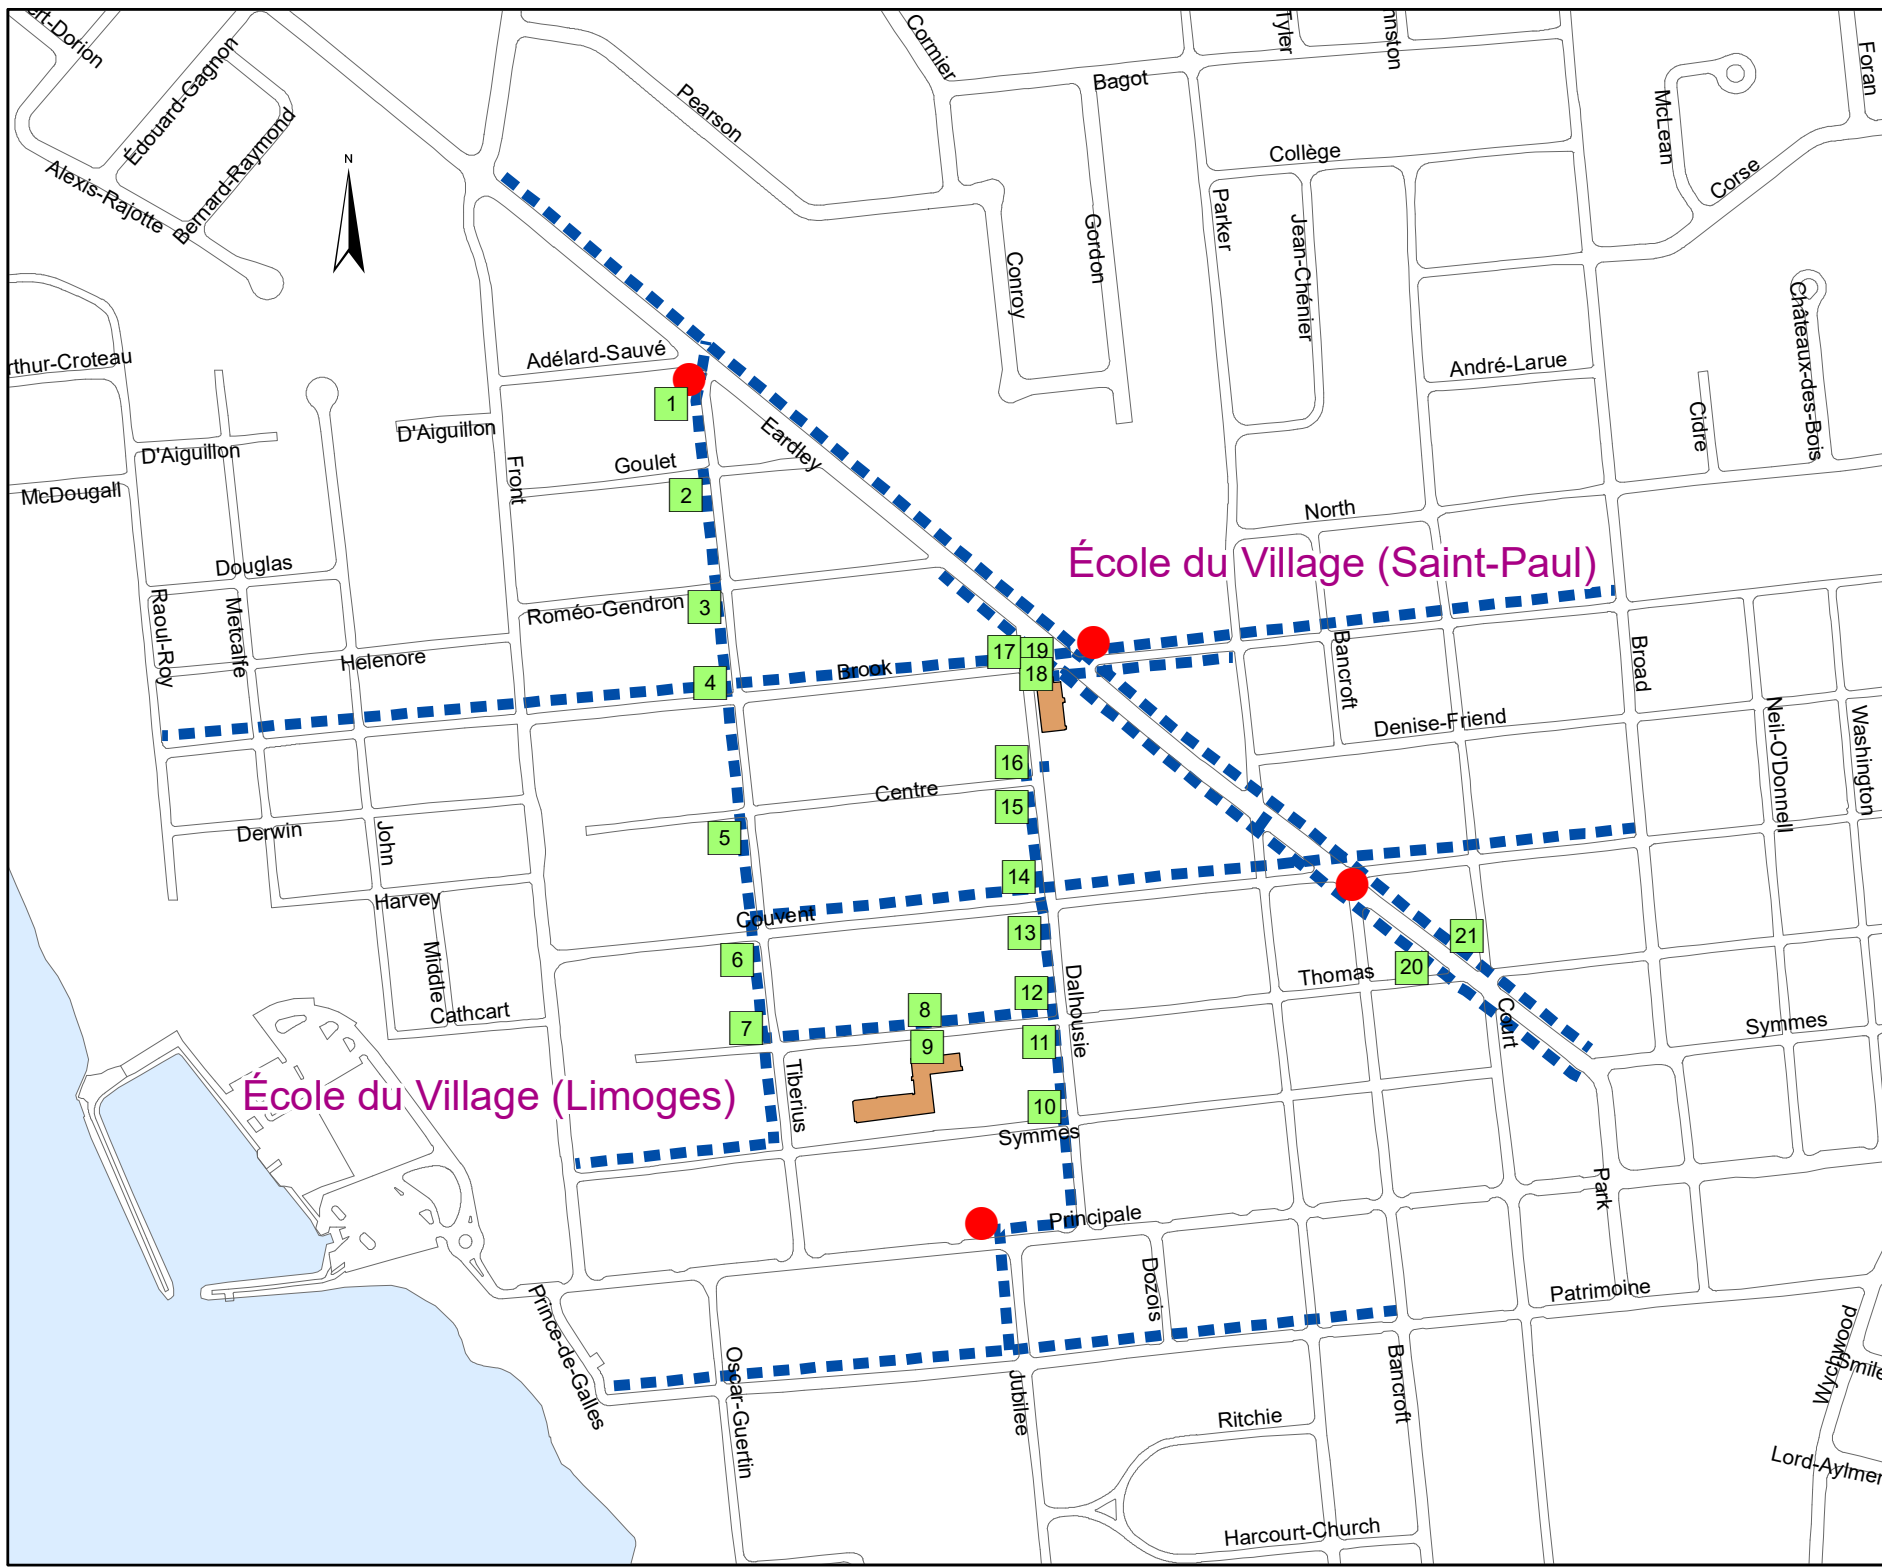 Cormier
Tyler
Foran
Édouard-Gagnon
Pearson
Bagot
McLean
Bernard-Raymond
Collège
Alexis-Rajotte
N
Corse
Parker
Jean-Chénier
Gordon
Conroy
Châteaux-des-Bois
Adélard-Sauvé
André-Larue
1
D'Aiguillon
D'Aiguillon
Eardley
Cidre
Goulet
Front
McDougall
2
North
École du Village (Saint-Paul)
Douglas
Raoul-Roy
Metcalfe
Roméo-Gendron
3
Helenore
17
19
18
Brook
4
Bancroft
Broad
Denise-Friend
Neil-O'Donnell
Washington
16
Centre
15
Derwin
John
5
14
Harvey
Couvent
13
21
6
Middle
Dalhousie
Thomas
20
12
8
Cathcart
7
Court
Symmes
11
9
École du Village (Limoges)
Tiberius
10
Symmes
Park
Principale
Dozois
Patrimoine
Prince-de-Galles
Oscar-Guertin
Jubilee
Bancroft
Wychwood
Ritchie
Harcourt-Church